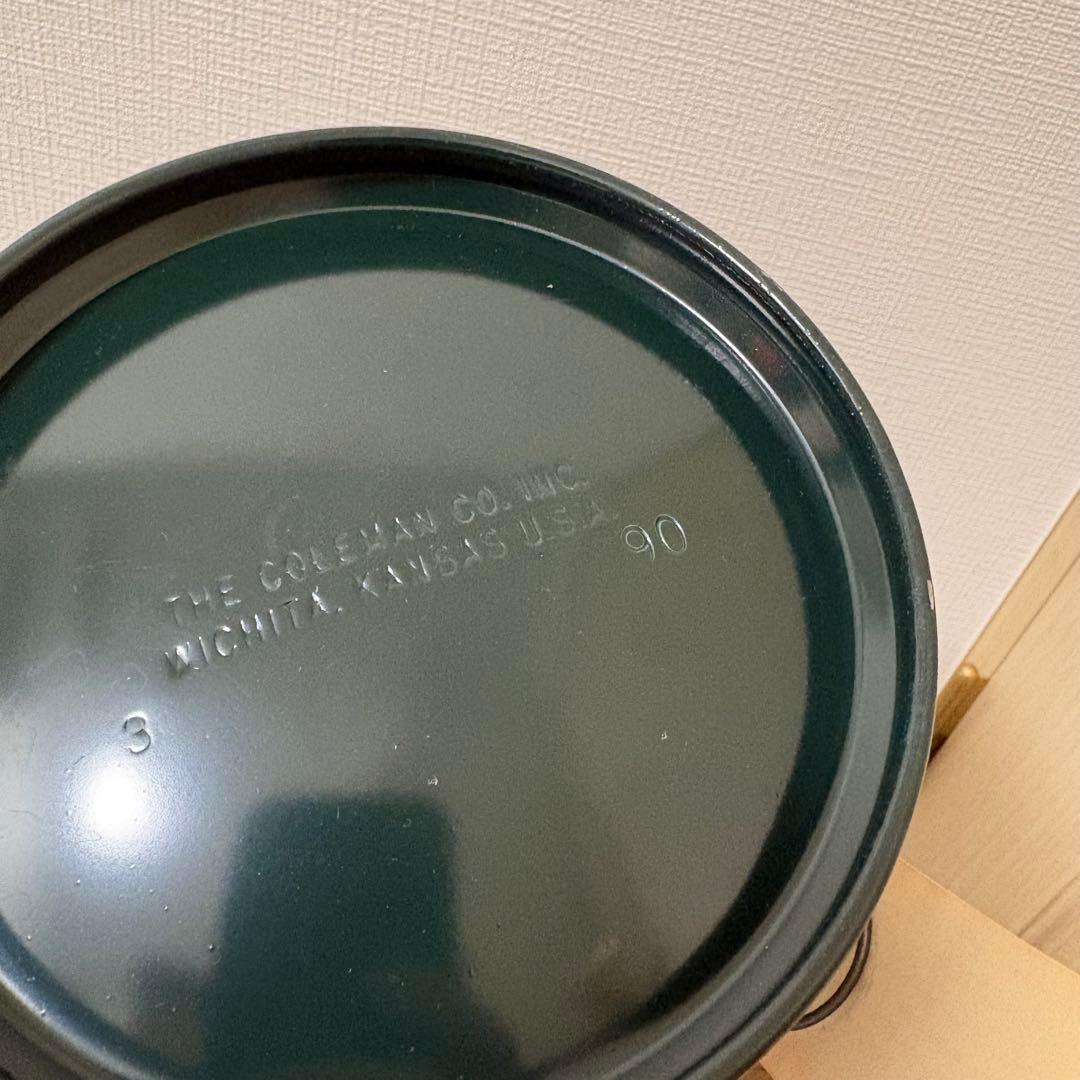 THE COLEMAN CO. INC.
WICHITA, KANSAS U.S.A.
90
3